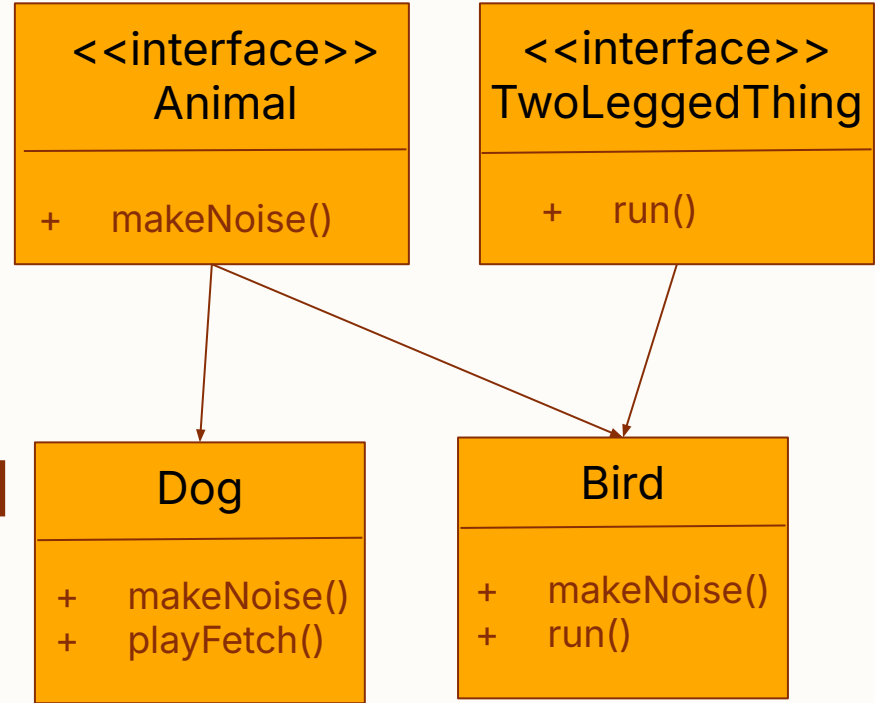 <<interface>>
Animal
+ makeNoise()
<<interface>>
TwoLeggedThing
+ run()
Dog
+ makeNoise()
+ playFetch()
Bird
+ makeNoise()
+ run()